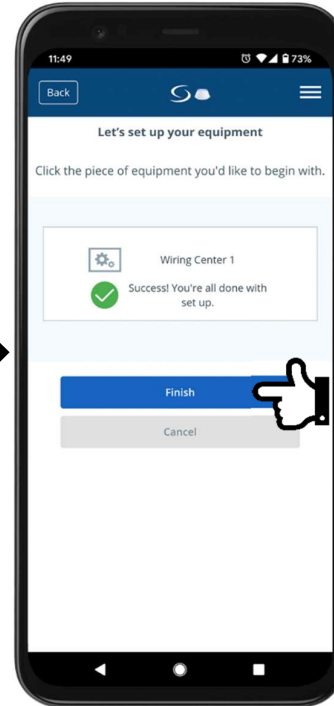 11:49
73%
Back
Let's set up your equipment
Click the piece of equipment you'd like to begin with.
Wiring Center 1
Success! You're all done with
set up.
Finish
Cancel